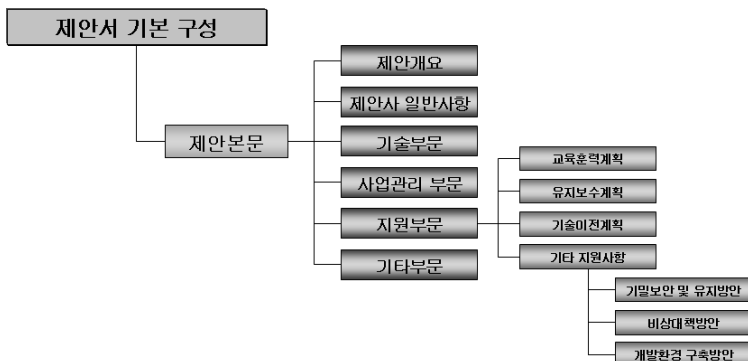 제안서 기본 구성
제안본문
제안개요
제안사 일반사항
기술부문
사업관리 부문
지원부문
기타부문
교육훈력계획
유지보수계획
기술이전계획
기타 지원사항
기밀보안 및 유지방안
비상대책방안
개발환경 구축방안